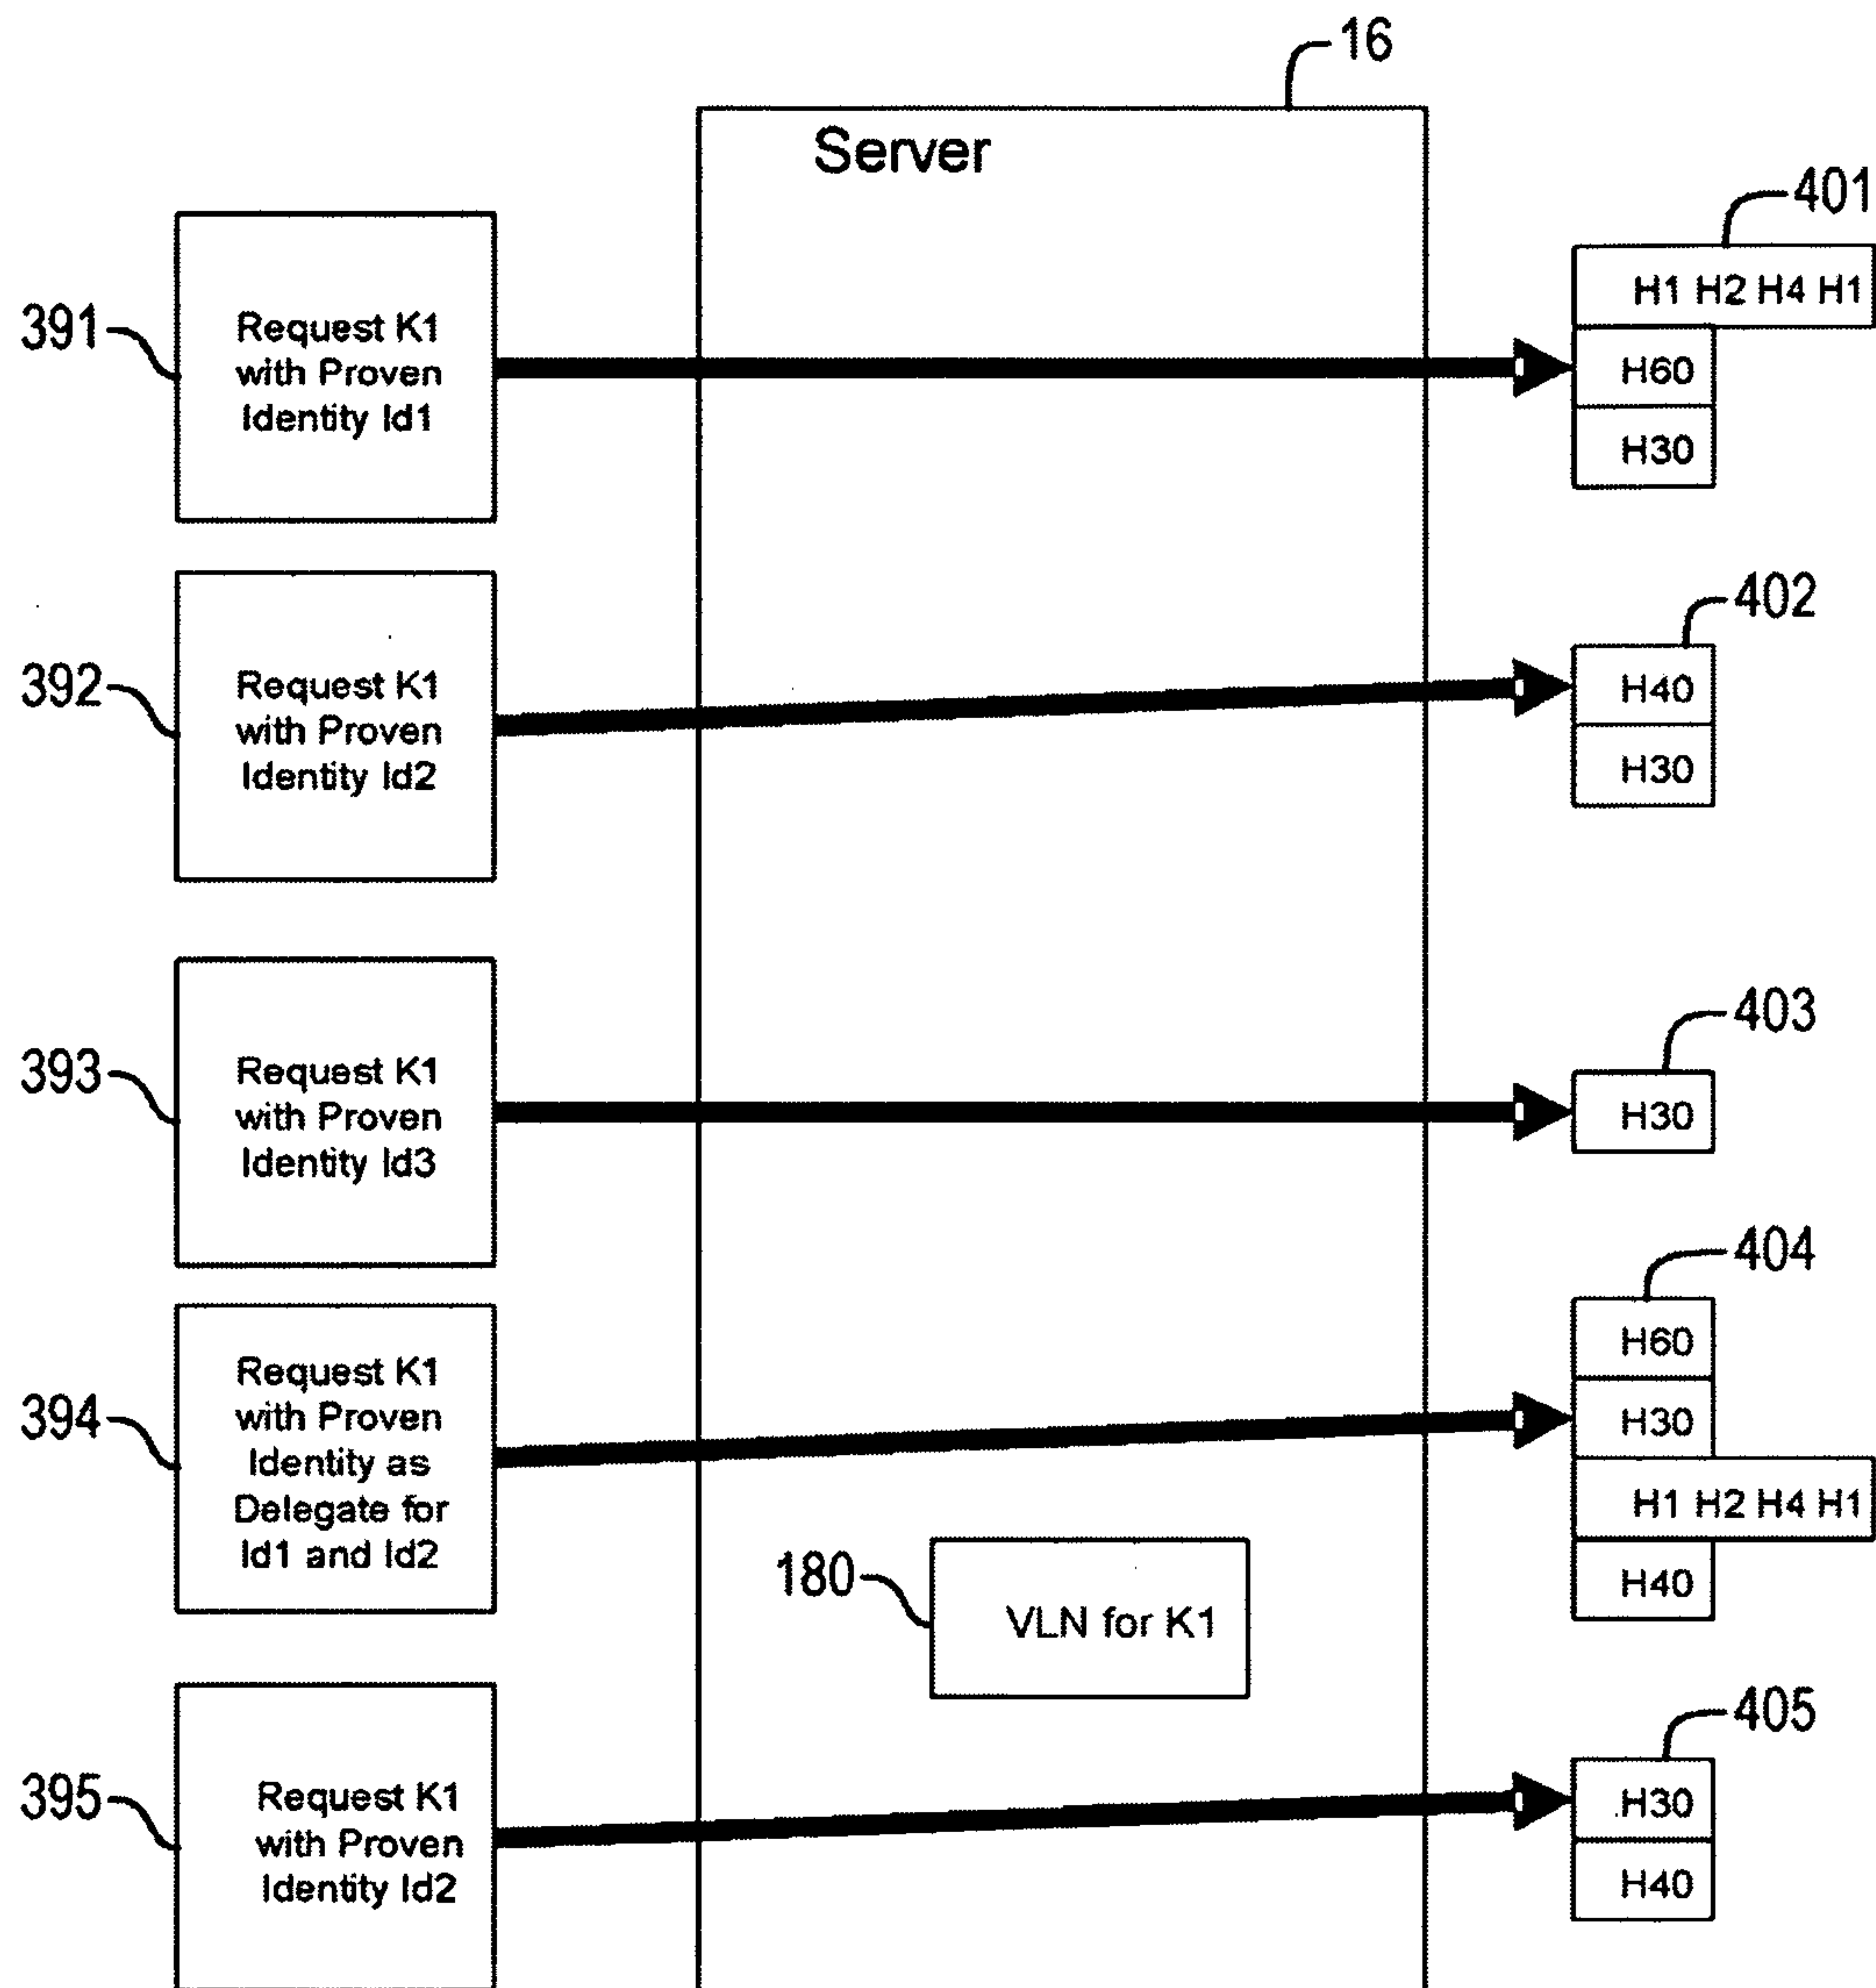 16
Server
401
H1 H2 H4 H1
391
Request K1
with Proven
Identity Id1
H60
H30
402
392
Request K1
with Proven
Identity Id2
H40
H30
403
393
Request K1
with Proven
Identity Id3
H30
404
394
Request K1
with Proven
Identity as
Delegate for
Id1 and Id2
H60
H30
H1 H2 H4 H1
H40
180
VLN for K1
405
395
Request K1
with Proven
Identity Id2
H30
H40